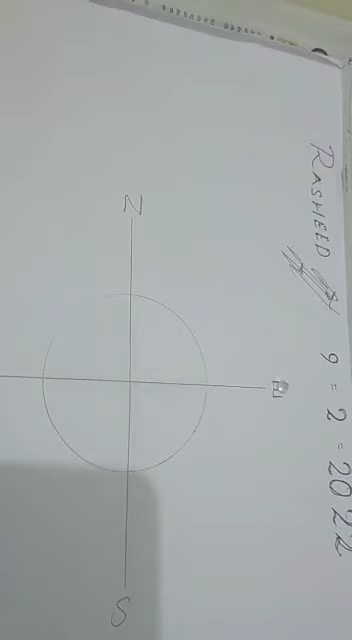 RASHEED
9 = 2 = 2022
N
E
S